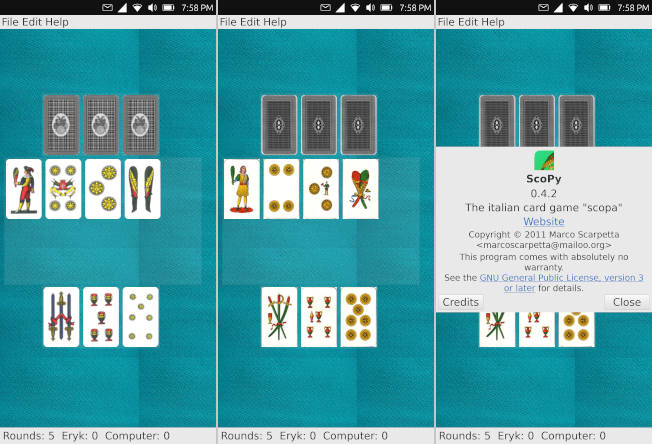 7:58 PM
File Edit Help
Rounds: 5 Eryk: 0 Computer: 0
7:58 PM
File Edit Help
Rounds: 5 Eryk: 0 Computer: 0
7:58 PM
File Edit Help
ScoPy
0.4.2
The italian card game "scopa"
Website
Copyright © 2011 Marco Scarpetta
<marcoscarpetta@mailoo.org>
This program comes with absolutely no
warranty.
See the GNU General Public License, version 3
or later for details.
Credits Close
Rounds: 5 Eryk: 0 Computer: 0